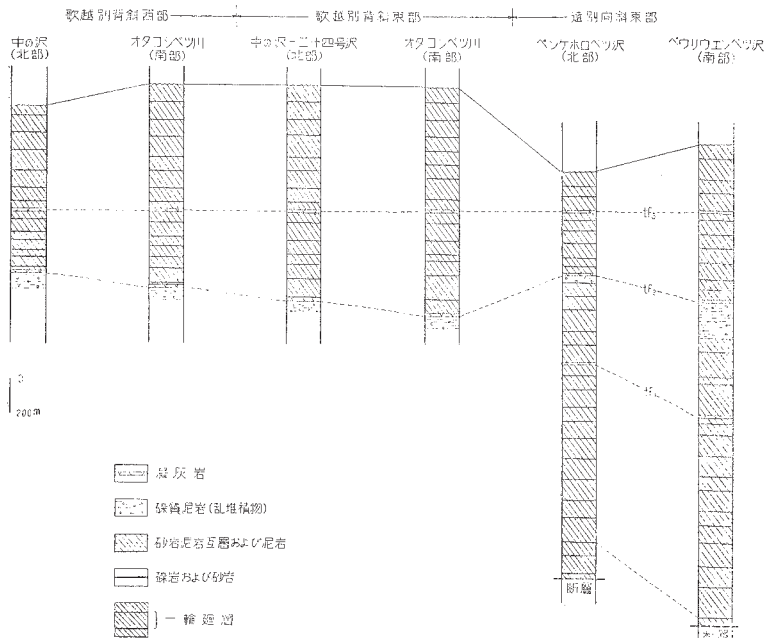 歌越別背斜西部
歌越別背斜東部
遠別向斜東部
中の沢
(北部)
オタコシベツ川
(南部)
中の沢-二十四号沢
(北部)
オタコシベツ川
(南部)
ペンケホロベツ沢
(北部)
ベウリウエンベツ沢
(南部)
tF₃
tF₂
tF₁
0
200m
凝灰岩
礫質泥岩(乱堆積物)
砂岩泥岩互層および泥岩
礫岩および砂岩
一輪廻層
断層